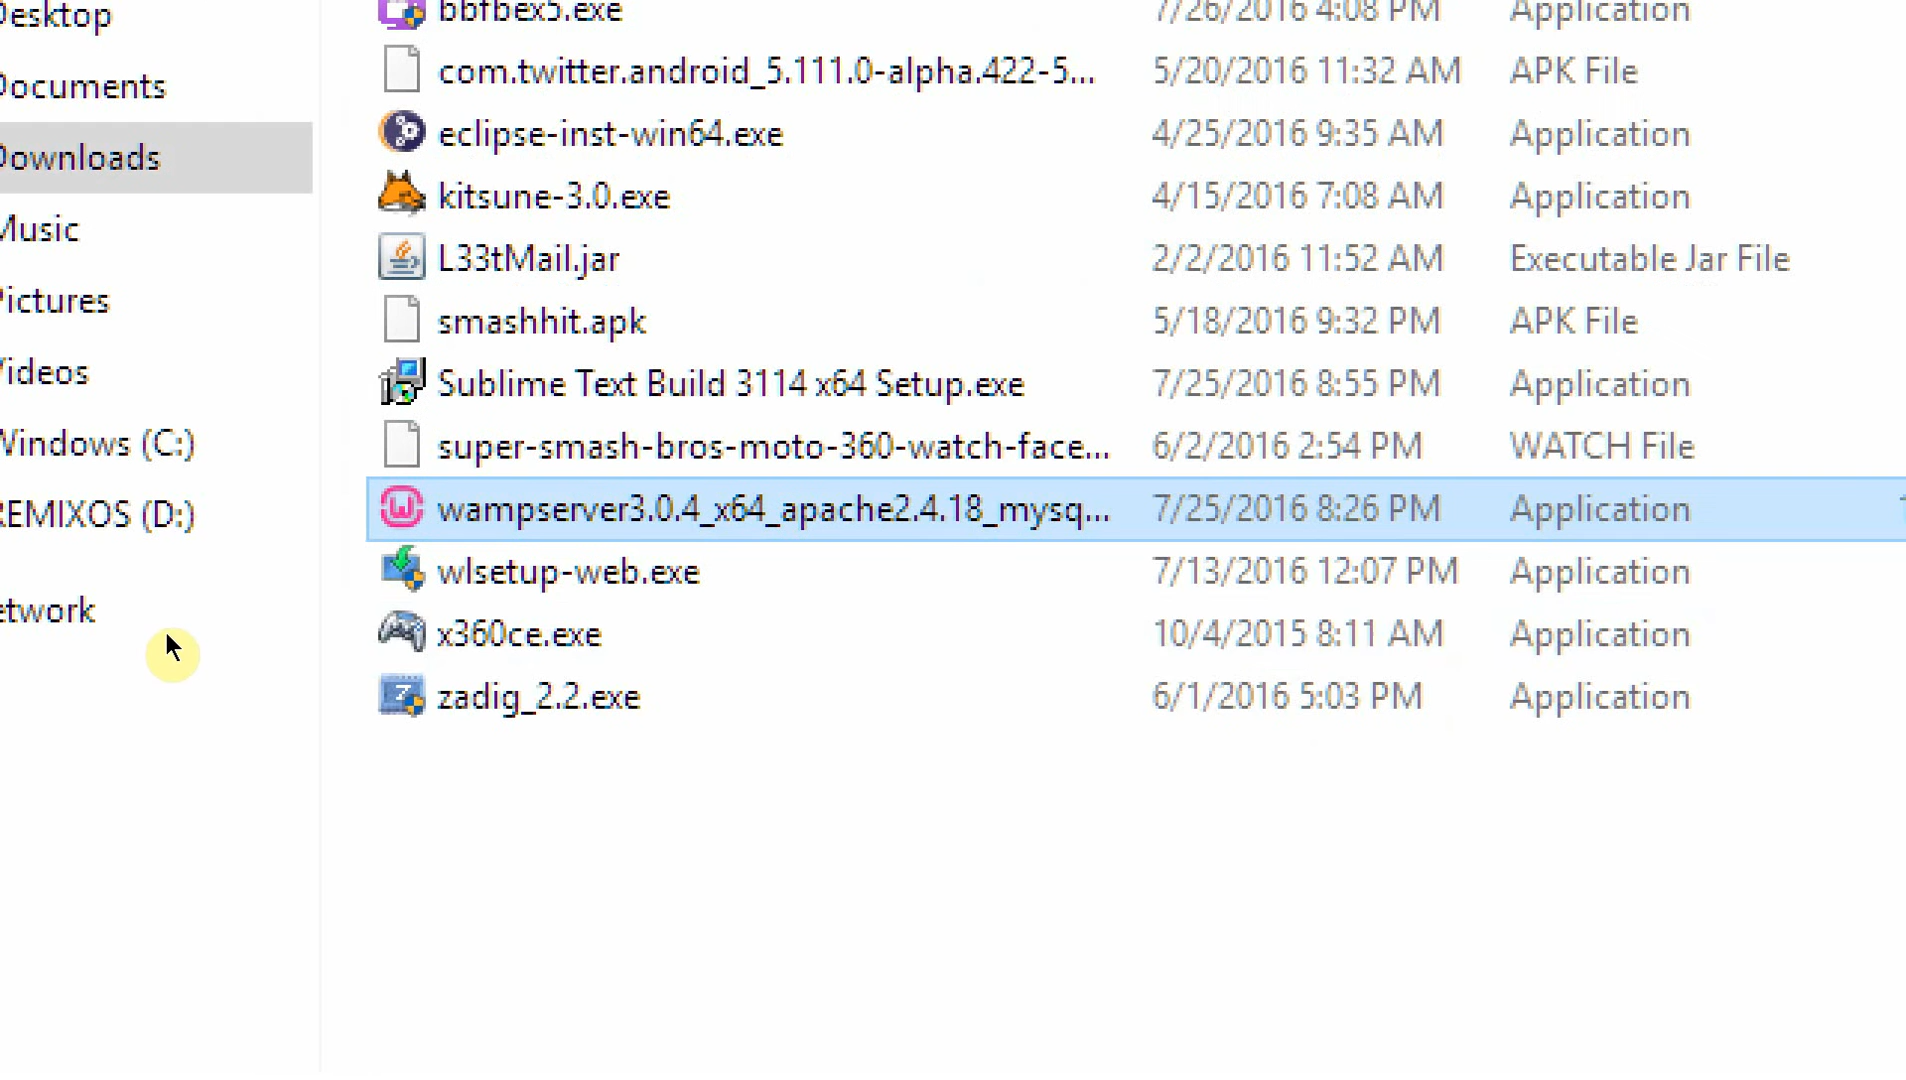 Desktop
Documents
Downloads
Music
Pictures
Videos
Windows (C:)
REMIXOS (D:)
etwork
bbfbex5.exe 7/26/2016 4:08 PM Application
com.twitter.android_5.111.0-alpha.422-5... 5/20/2016 11:32 AM APK File
eclipse-inst-win64.exe 4/25/2016 9:35 AM Application
kitsune-3.0.exe 4/15/2016 7:08 AM Application
L33tMail.jar 2/2/2016 11:52 AM Executable Jar File
smashhit.apk 5/18/2016 9:32 PM APK File
Sublime Text Build 3114 x64 Setup.exe 7/25/2016 8:55 PM Application
super-smash-bros-moto-360-watch-face... 6/2/2016 2:54 PM WATCH File
wampserver3.0.4_x64_apache2.4.18_mysq... 7/25/2016 8:26 PM Application
wlsetup-web.exe 7/13/2016 12:07 PM Application
x360ce.exe 10/4/2015 8:11 AM Application
zadig_2.2.exe 6/1/2016 5:03 PM Application